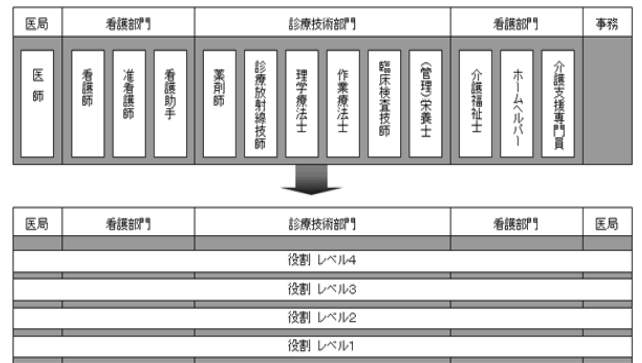 医局 看護部門 診療技術部門 看護部門 事務
医師
看護師
准看護師
看護助手
薬剤師
診療放射線技師
理学療法士
作業療法士
臨床検査技師
(管理)栄養士
介護福祉士
ホームヘルパー
介護支援専門員
医局 看護部門 診療技術部門 看護部門 医局
役割 レベル4
役割 レベル3
役割 レベル2
役割 レベル1